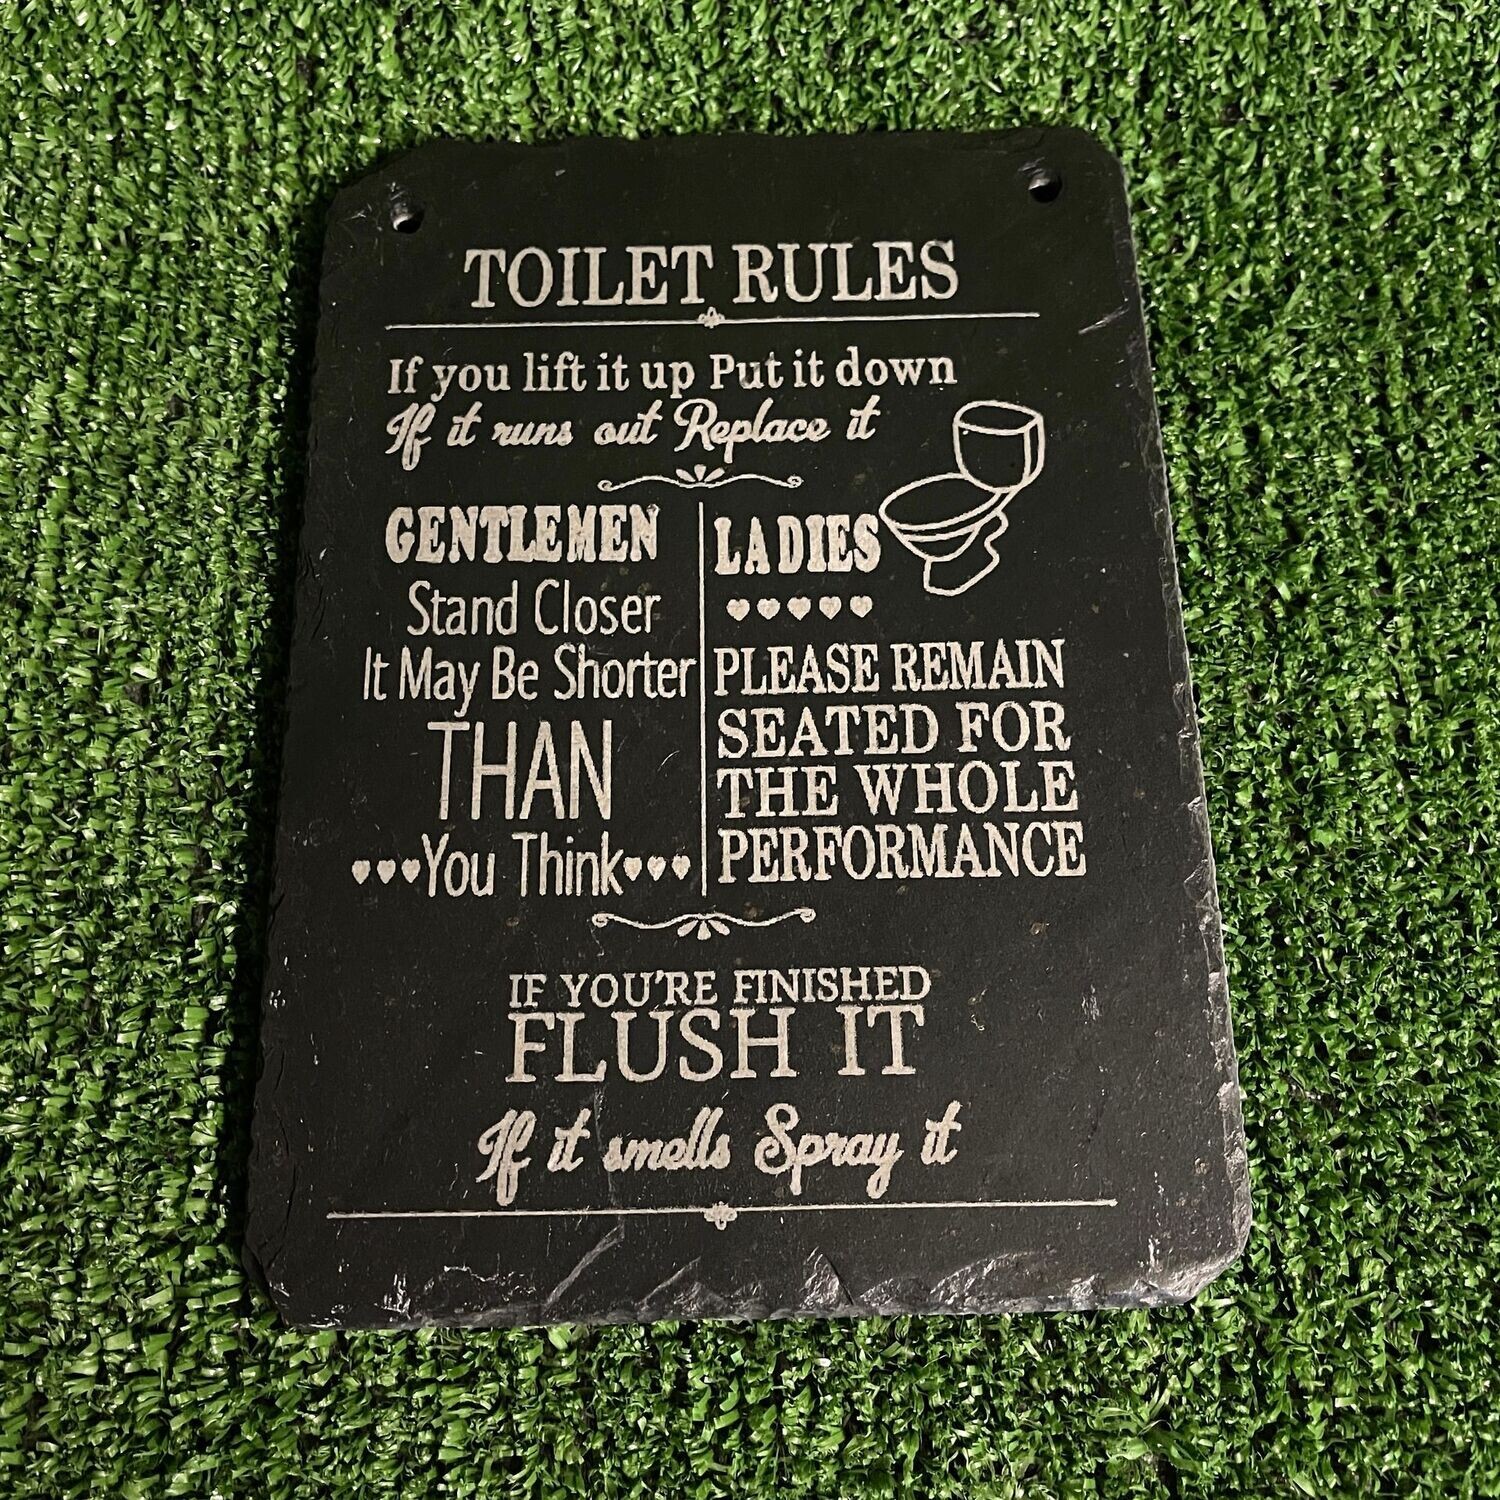 TOILET RULES
If you lift it up Put it down
If it runs out Replace it
GENTLEMEN
Stand Closer
It May Be Shorter
THAN
You Think
LADIES
PLEASE REMAIN
SEATED FOR
THE WHOLE
PERFORMANCE
IF YOU'RE FINISHED
FLUSH IT
If it smells Spray it